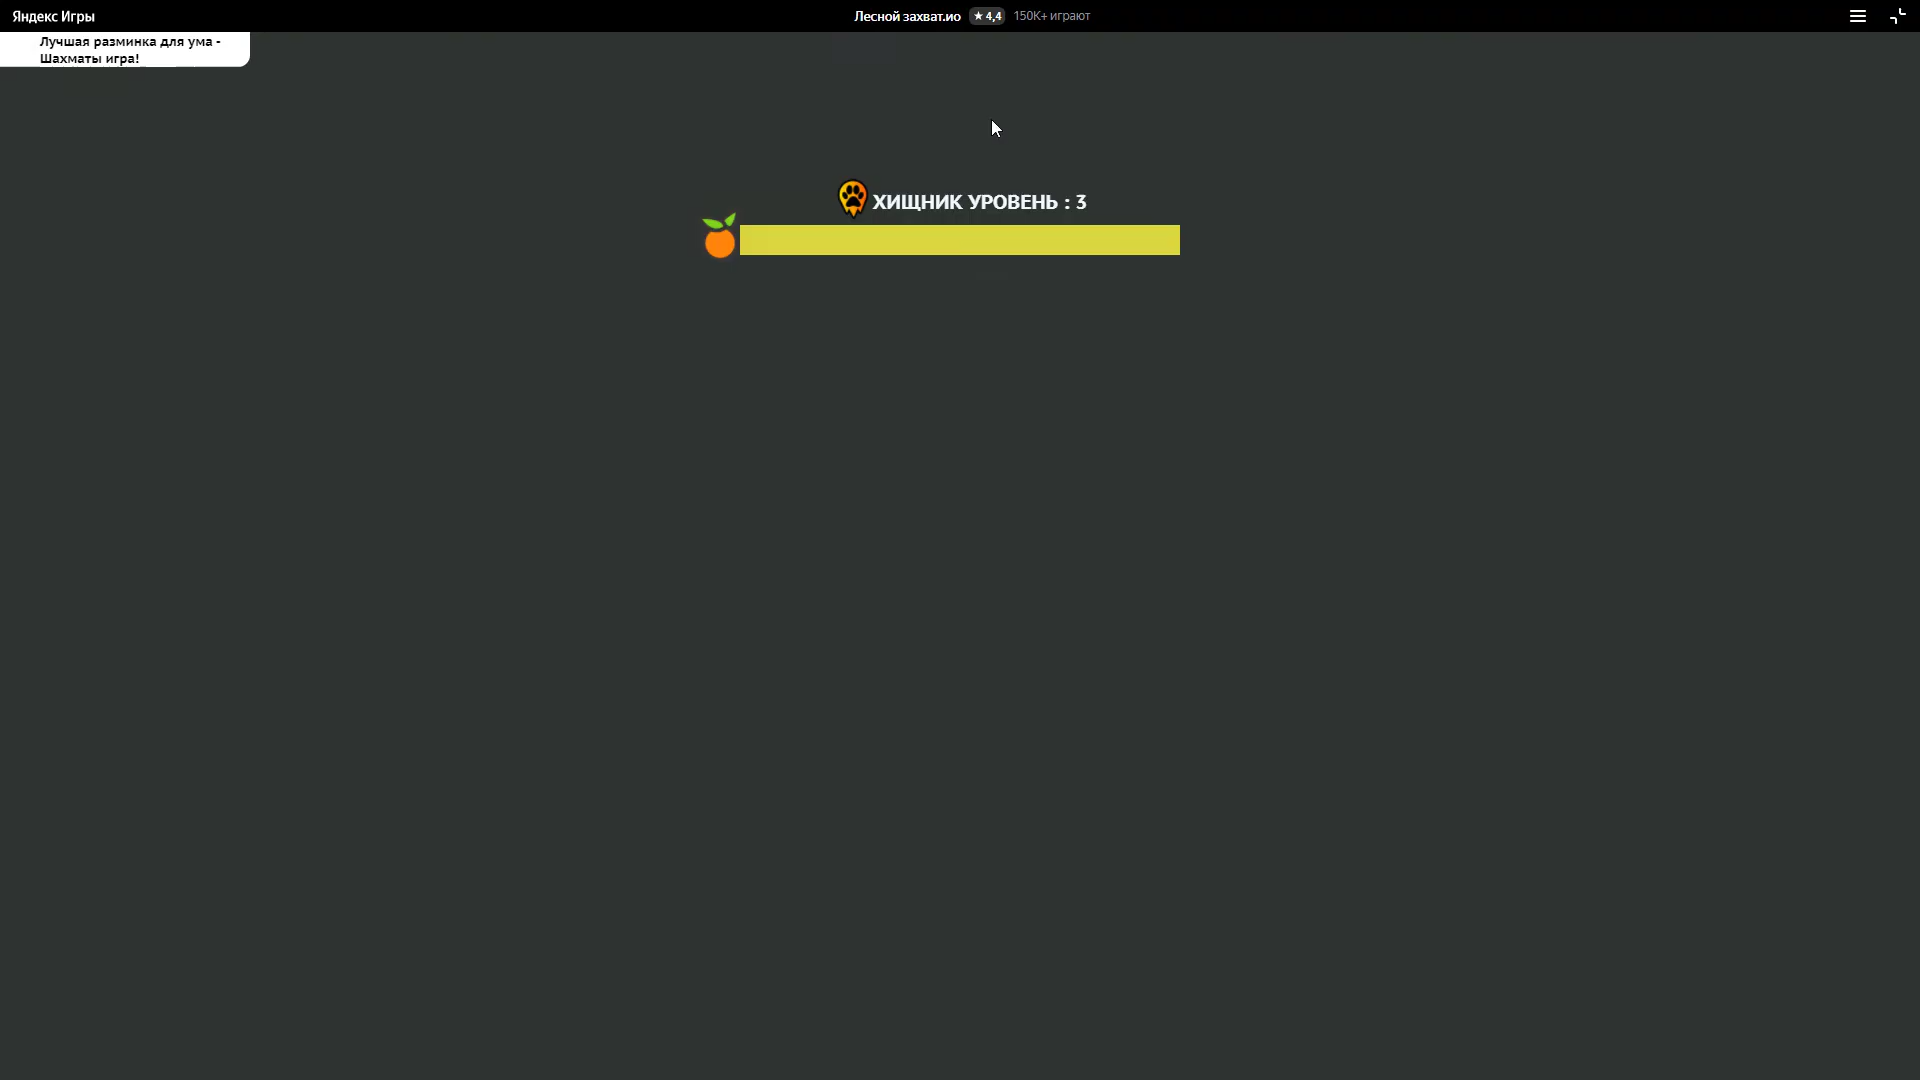 Яндекс Игры
Лесной захват.ио ★ 4,4 150K+ играют
Лучшая разминка для ума -
Шахматы игра!
ХИЩНИК УРОВЕНЬ : 3